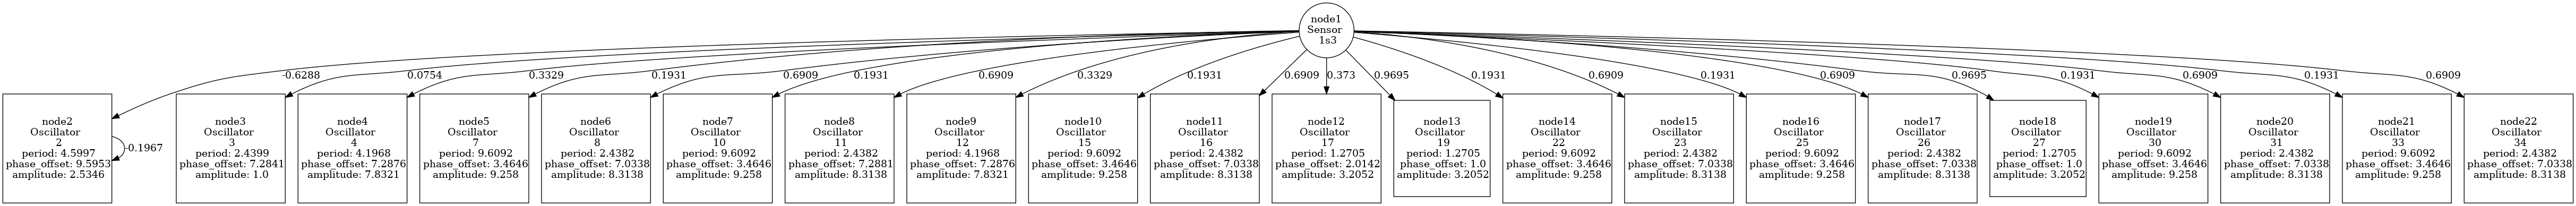 node1
Sensor
1s3
-0.6288
0.0754
0.3329
0.1931
0.6909
0.1931
0.6909
0.3329
0.1931
0.6909
0.373
0.9695
0.1931
0.6909
0.1931
0.6909
0.9695
0.1931
0.6909
0.1931
0.6909
node2
Oscillator
2
period: 4.5997
phase_offset: 9.5953
amplitude: 2.5346
-0.1967
node3
Oscillator
3
period: 2.4399
phase_offset: 7.2841
amplitude: 1.0
node4
Oscillator
4
period: 4.1968
phase_offset: 7.2876
amplitude: 7.8321
node5
Oscillator
7
period: 9.6092
phase_offset: 3.4646
amplitude: 9.258
node6
Oscillator
8
period: 2.4382
phase_offset: 7.0338
amplitude: 8.3138
node7
Oscillator
10
period: 9.6092
phase_offset: 3.4646
amplitude: 9.258
node8
Oscillator
11
period: 2.4382
phase_offset: 7.2881
amplitude: 8.3138
node9
Oscillator
12
period: 4.1968
phase_offset: 7.2876
amplitude: 7.8321
node10
Oscillator
15
period: 9.6092
phase_offset: 3.4646
amplitude: 9.258
node11
Oscillator
16
period: 2.4382
phase_offset: 7.0338
amplitude: 8.3138
node12
Oscillator
17
period: 1.2705
phase_offset: 2.0142
amplitude: 3.2052
node13
Oscillator
19
period: 1.2705
phase_offset: 1.0
amplitude: 3.2052
node14
Oscillator
22
period: 9.6092
phase_offset: 3.4646
amplitude: 9.258
node15
Oscillator
23
period: 2.4382
phase_offset: 7.0338
amplitude: 8.3138
node16
Oscillator
25
period: 9.6092
phase_offset: 3.4646
amplitude: 9.258
node17
Oscillator
26
period: 2.4382
phase_offset: 7.0338
amplitude: 8.3138
node18
Oscillator
27
period: 1.2705
phase_offset: 1.0
amplitude: 3.2052
node19
Oscillator
30
period: 9.6092
phase_offset: 3.4646
amplitude: 9.258
node20
Oscillator
31
period: 2.4382
phase_offset: 7.0338
amplitude: 8.3138
node21
Oscillator
33
period: 9.6092
phase_offset: 3.4646
amplitude: 9.258
node22
Oscillator
34
period: 2.4382
phase_offset: 7.0338
amplitude: 8.3138